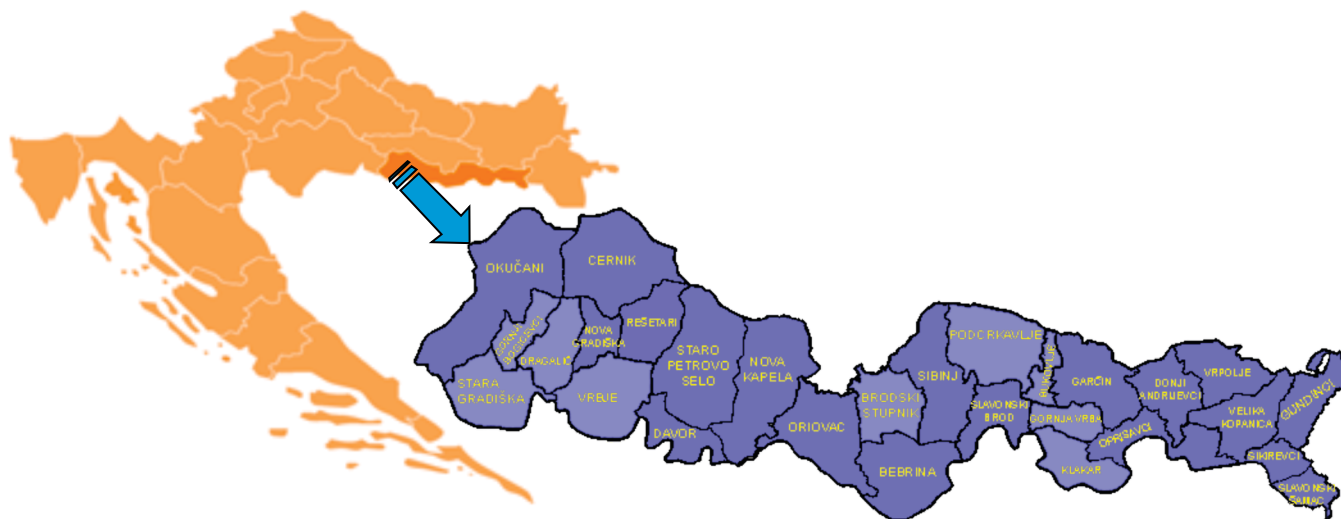 OKUČANI
CERNIK
GORNJI
BOGIĆEVCI
DRAGALIĆ
NOVA
GRADIŠKA
REŠETARI
STARA
GRADIŠKA
VRBJE
STARO
PETROVO
SELO
NOVA
KAPELA
DAVOR
ORIOVAC
BRODSKI
STUPNIK
BEBRINA
SIBINJ
PODCRKAVLJE
SLAVONSKI
BROD
BUKOVLJE
GORNJA VRBA
KLAKAR
GARČIN
OPRISAVCI
DONJI
ANDRIJEVCI
VRPOLJE
VELIKA
KOPANICA
GUNDINCI
SIKIREVCI
SLAVONSKI
ŠAMAC